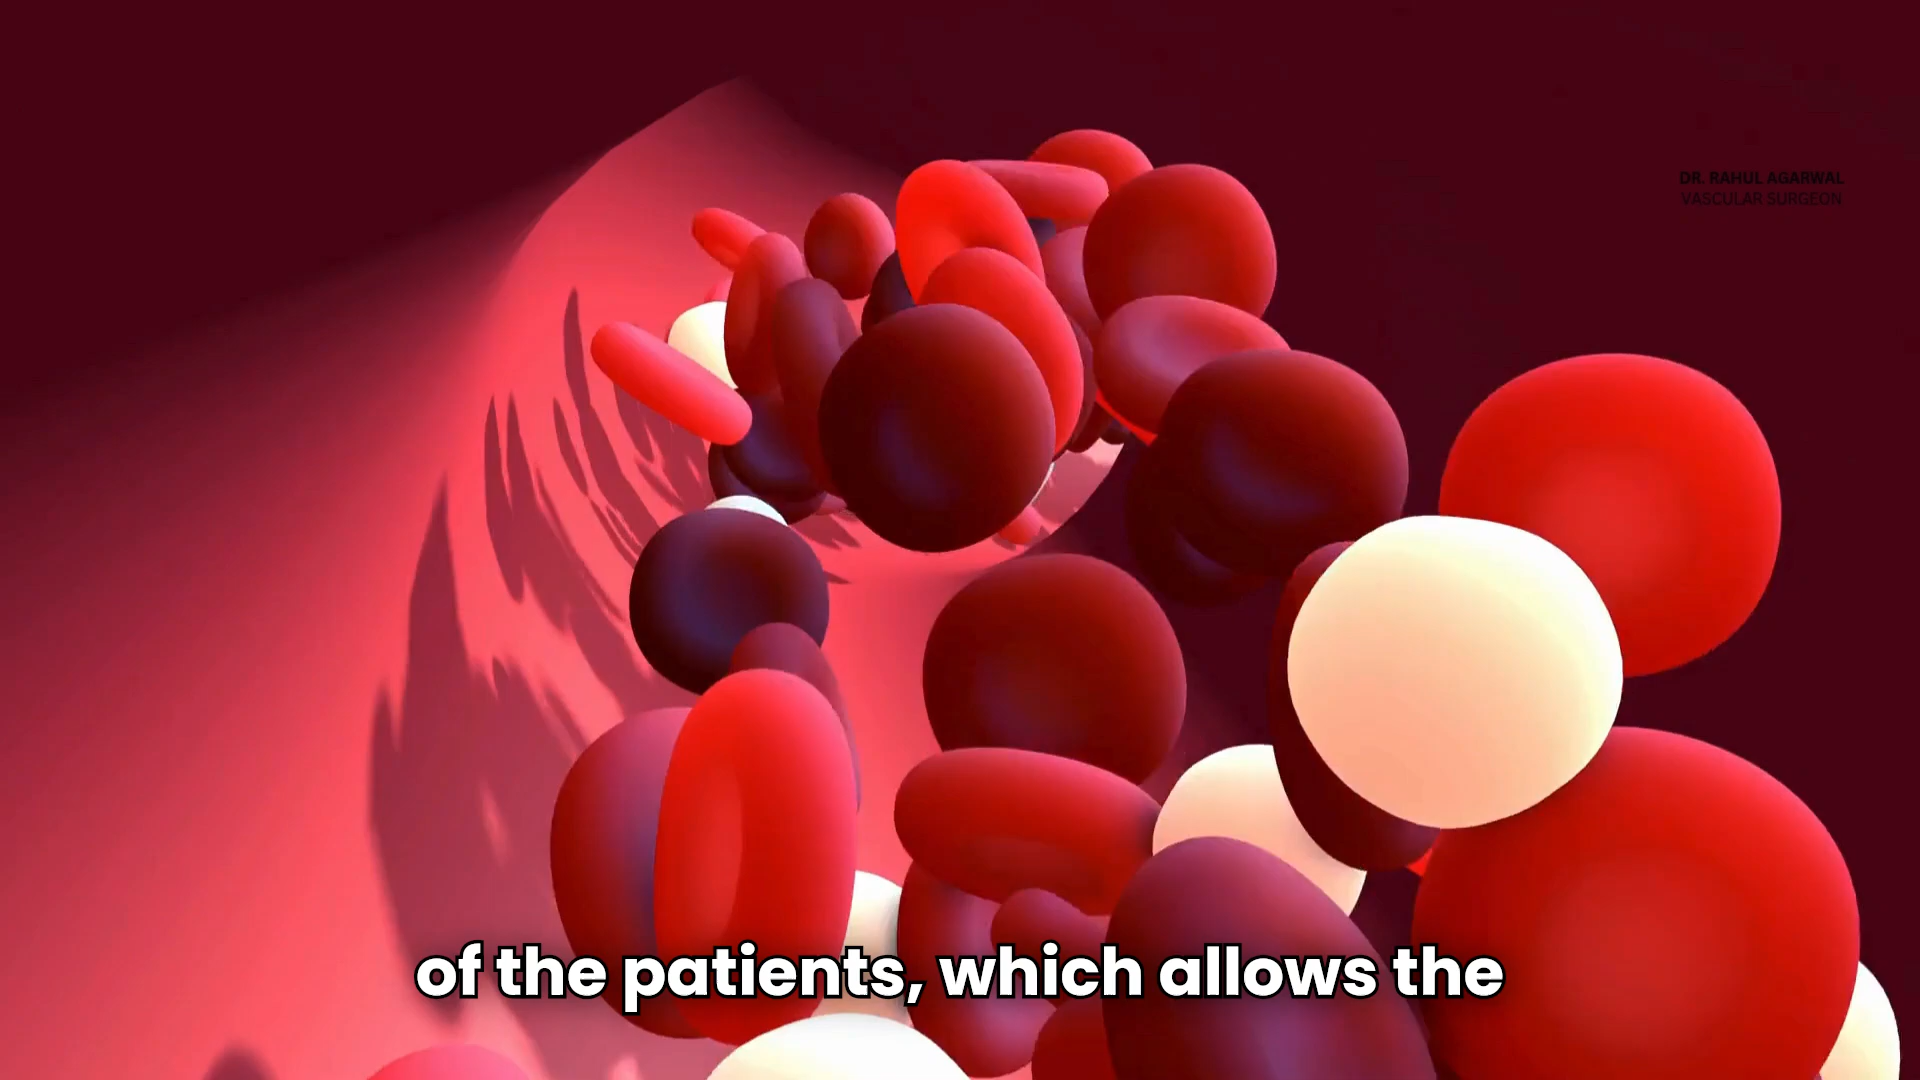 DR. RAHUL AGARWAL
VASCULAR SURGEON
of the patients, which allows the